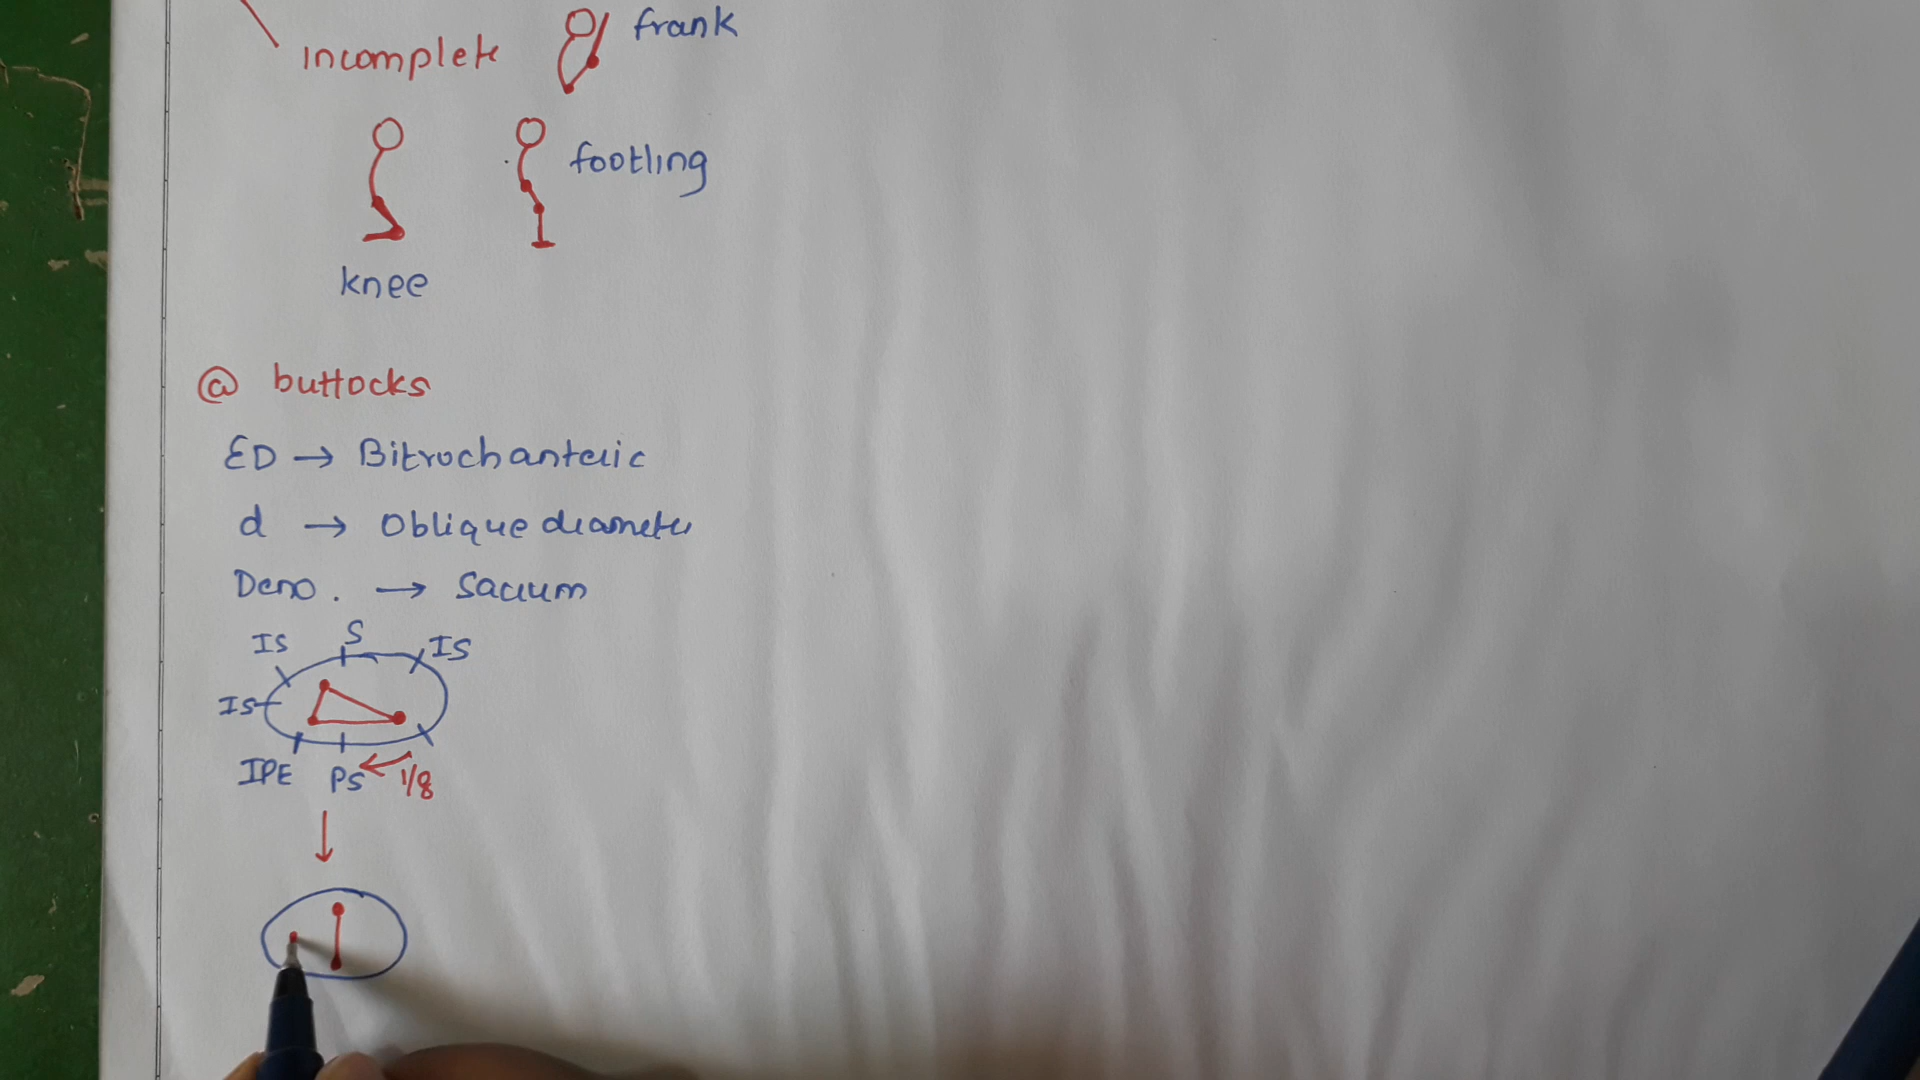 incomplete frank
footling
knee
@ buttocks
ED → Bitrochanteric
d → Oblique diameter
Deno. → Sacrum
IS S IS
IS
IPE PS ← 1/8